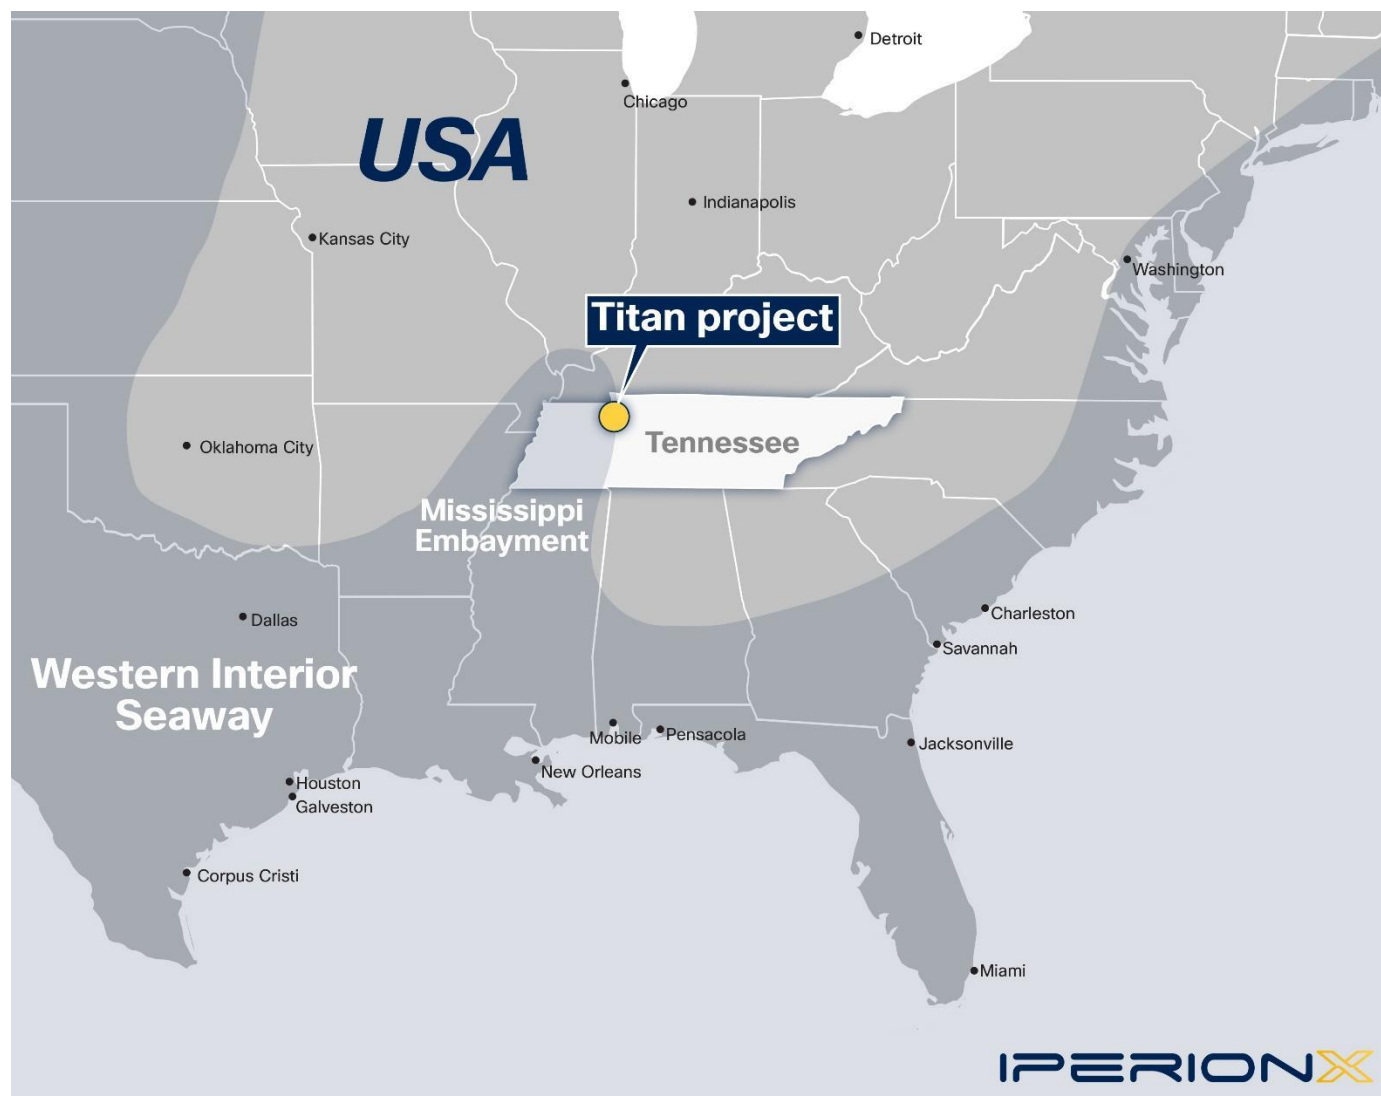 Detroit
Chicago
USA
Indianapolis
Kansas City
Washington
Titan project
Oklahoma City
Tennessee
Mississippi
Embayment
Dallas
Charleston
Savannah
Western Interior
Seaway
Mobile
Pensacola
Jacksonville
New Orleans
Houston
Galveston
Corpus Cristi
Miami
IPERIONX